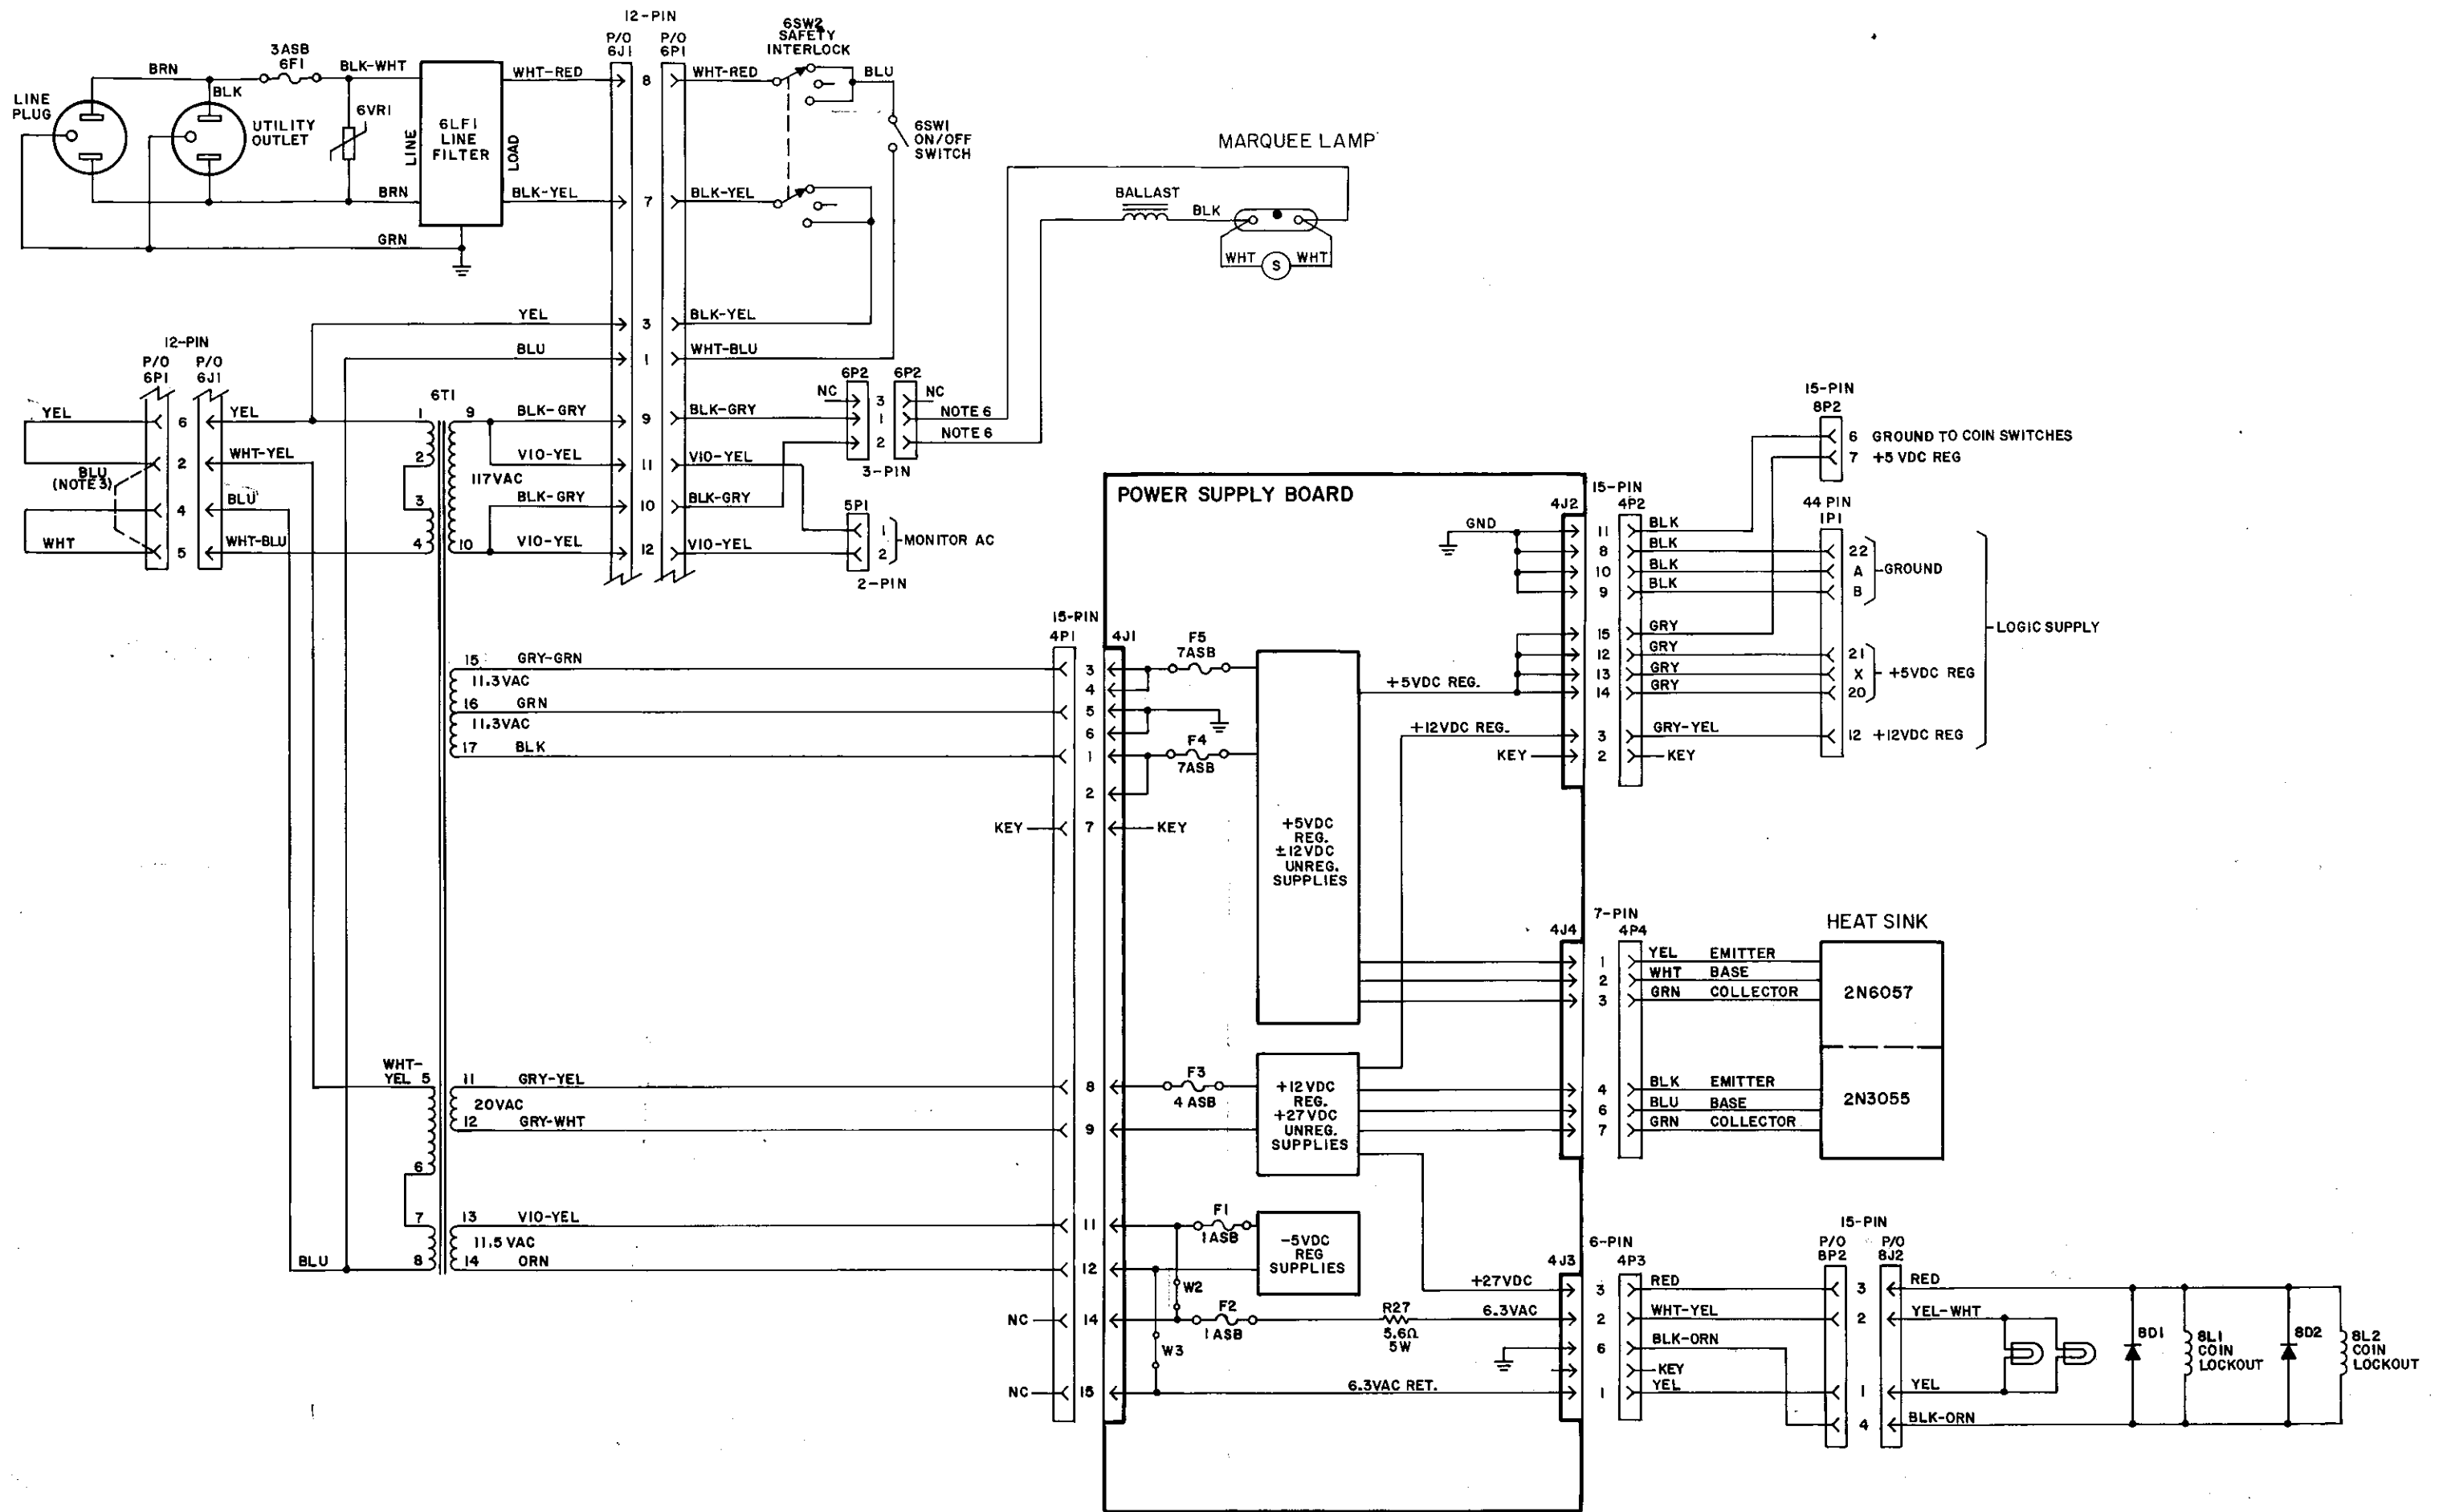 LINE
PLUG
BRN
BLK
UTILITY
OUTLET
3ASB
6F1
BLK-WHT
6VR1
BRN
GRN
LINE
6LF1
LINE
FILTER
LOAD
WHT-RED
BLK-YEL
12-PIN
P/O
6J1
P/O
6P1
8
7
3
1
9
11
10
12
WHT-RED
BLK-YEL
6SW2
SAFETY
INTERLOCK
BLU
6SW1
ON/OFF
SWITCH
MARQUEE LAMP
BALLAST
BLK
WHT
S
WHT
YEL
BLU
BLK-YEL
WHT-BLU
12-PIN
P/O
6P1
P/O
6J1
YEL
6
YEL
2
WHT-YEL
BLU
(NOTE 3)
4
BLU
WHT
5
WHT-BLU
6T1
1
2
3
4
9
117VAC
10
BLK-GRY
VIO-YEL
BLK-GRY
VIO-YEL
BLK-GRY
VIO-YEL
BLK-GRY
VIO-YEL
6P2
6P2
NC
3
NC
1
NOTE 6
2
NOTE 6
3-PIN
5P1
1
2
MONITOR AC
2-PIN
15
GRY-GRN
11.3VAC
16
GRN
11.3VAC
17
BLK
WHT-
YEL
5
6
7
8
BLU
11
GRY-YEL
20VAC
12
GRY-WHT
13
VIO-YEL
11.5 VAC
14
ORN
POWER SUPPLY BOARD
15-PIN
4P1
4J1
3
4
5
6
1
2
KEY
7
KEY
8
9
11
12
NC
14
NC
15
F5
7ASB
F4
7ASB
+5VDC
REG.
±12VDC
UNREG.
SUPPLIES
F3
4 ASB
+12VDC
REG.
+27VDC
UNREG.
SUPPLIES
F1
1ASB
-5VDC
REG
SUPPLIES
W2
F2
1ASB
W3
R27
5.6Ω
5W
6.3VAC
6.3VAC RET.
+27VDC
GND
+5VDC REG.
+12VDC REG.
KEY
15-PIN
4J2
4P2
11
BLK
8
BLK
10
BLK
9
BLK
15
GRY
12
GRY
13
GRY
14
GRY
3
GRY-YEL
2
KEY
15-PIN
8P2
6
GROUND TO COIN SWITCHES
7
+5 VDC REG
44 PIN
1P1
22
A
B
GROUND
21
X
20
+5VDC REG
12
+12VDC REG
LOGIC SUPPLY
7-PIN
4J4
4P4
HEAT SINK
1
YEL
EMITTER
2
WHT
BASE
3
GRN
COLLECTOR
2N6057
4
BLK
EMITTER
6
BLU
BASE
7
GRN
COLLECTOR
2N3055
6-PIN
4J3
4P3
3
RED
2
WHT-YEL
6
BLK-ORN
KEY
1
YEL
15-PIN
P/O
8P2
P/O
8J2
3
RED
2
YEL-WHT
1
YEL
4
BLK-ORN
8D1
8L1
COIN
LOCKOUT
8D2
8L2
COIN
LOCKOUT